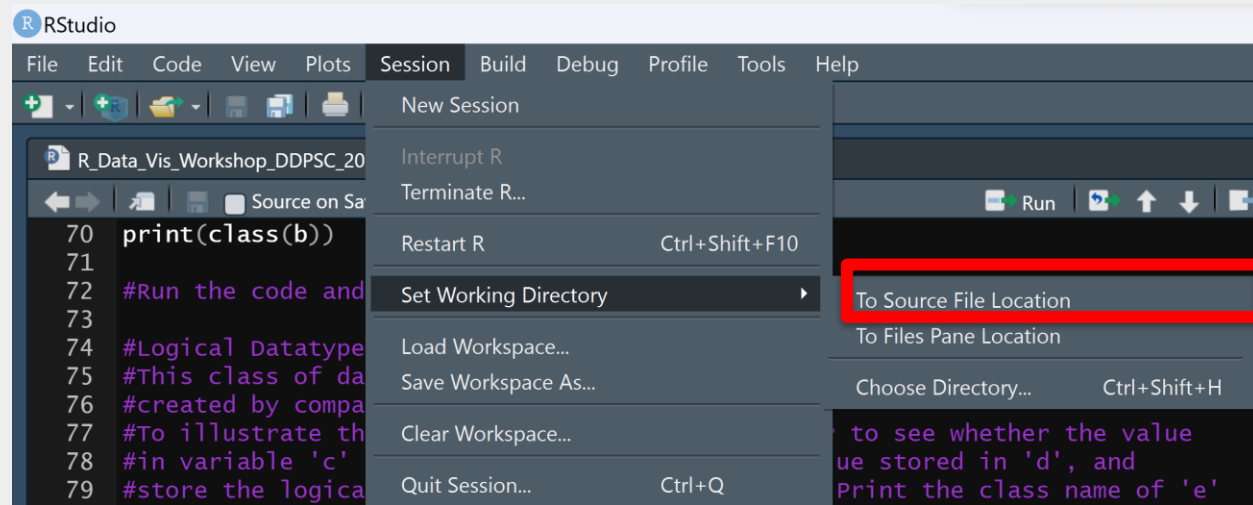 RStudio
File Edit Code View Plots Session Build Debug Profile Tools Help
New Session
Interrupt R
Terminate R...
Restart R Ctrl+Shift+F10
Set Working Directory
Load Workspace...
Save Workspace As...
Clear Workspace...
Quit Session... Ctrl+Q
To Source File Location
To Files Pane Location
Choose Directory... Ctrl+Shift+H
R_Data_Vis_Workshop_DDPSC_20
Source on Sa
Run
70 print(class(b))
71
72 #Run the code and
73
74 #Logical Datatype
75 #This class of da
76 #created by compa
77 #To illustrate th to see whether the value
78 #in variable 'c' ue stored in 'd', and
79 #store the logica Print the class name of 'e'